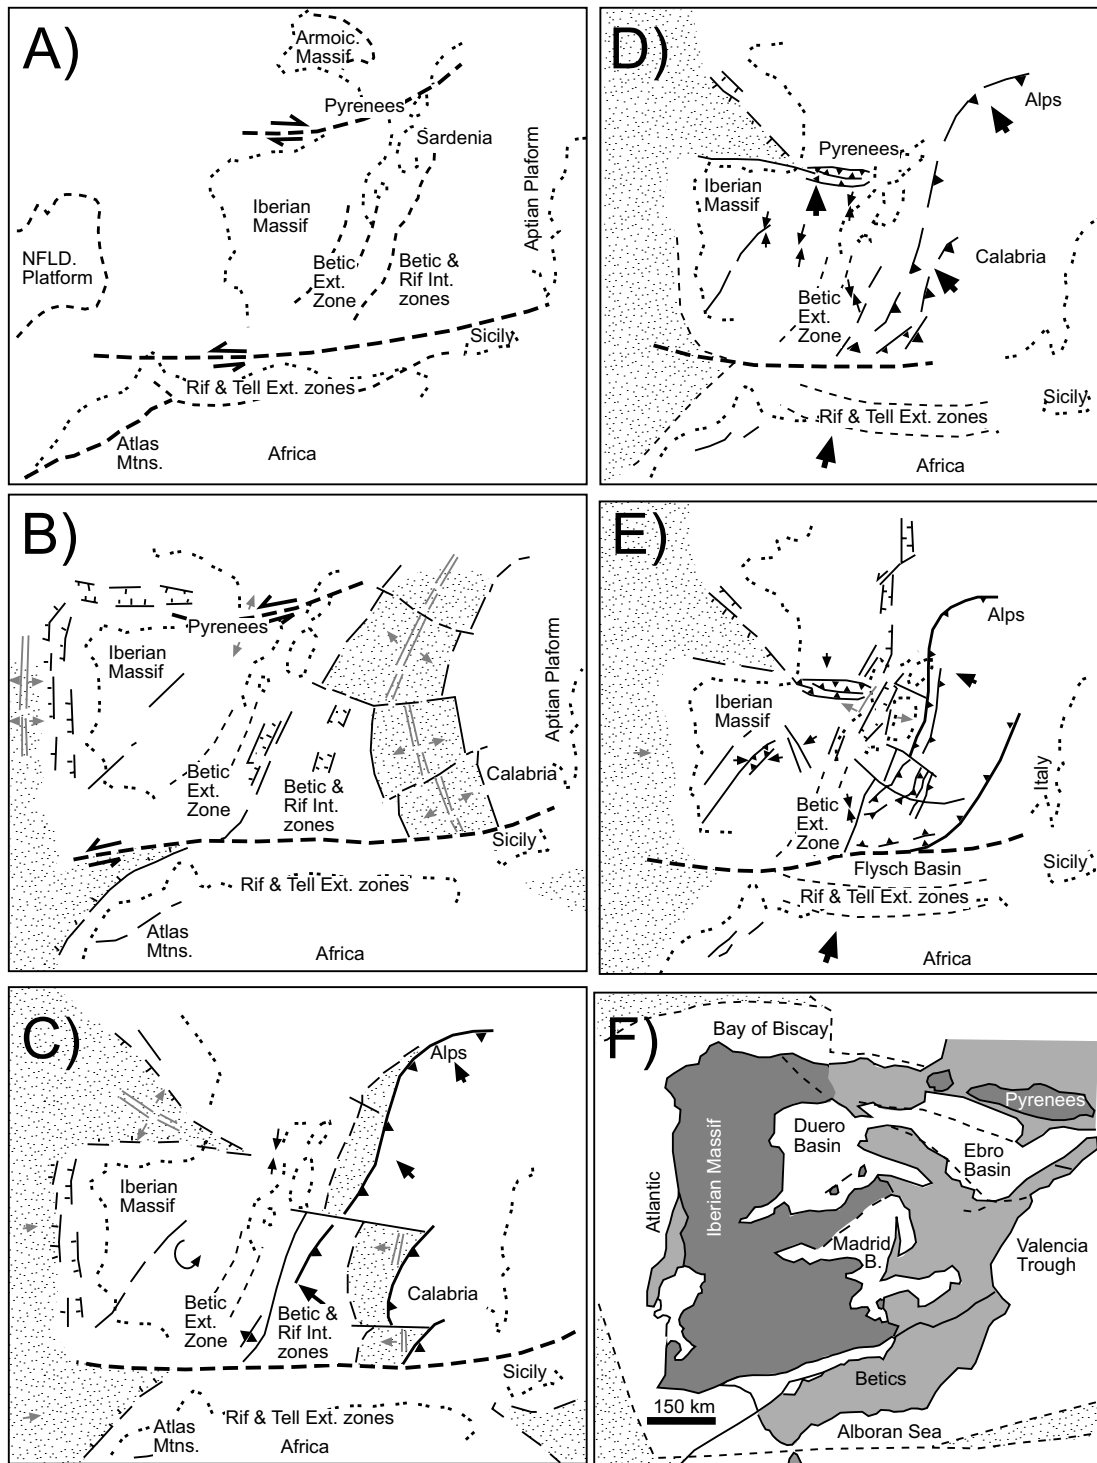 A)
Armoic.
Massif
Pyrenees
Sardenia
Aptian Plaform
Iberian
Massif
NFLD.
Platform
Betic
Ext.
Zone
Betic &
Rif Int.
zones
Sicily
Rif & Tell Ext. zones
Atlas
Mtns.
Africa
B)
Pyrenees
Iberian
Massif
Aptian Plaform
Betic
Ext.
Zone
Betic &
Rif Int.
zones
Calabria
Sicily
Rif & Tell Ext. zones
Atlas
Mtns.
Africa
C)
Alps
Iberian
Massif
Betic
Ext.
Zone
Betic &
Rif Int.
zones
Calabria
Sicily
Rif & Tell Ext. zones
Atlas
Mtns.
Africa
D)
Alps
Pyrenees
Iberian
Massif
Calabria
Betic
Ext.
Zone
Sicily
Rif & Tell Ext. zones
Africa
E)
Alps
Iberian
Massif
Italy
Betic
Ext.
Zone
Flysch Basin
Sicily
Rif & Tell Ext. zones
Africa
F)
Bay of Biscay
Pyrenees
Duero
Basin
Ebro
Basin
Iberian Massif
Atlantic
Madrid
B.
Valencia
Trough
Betics
150 km
Alboran Sea